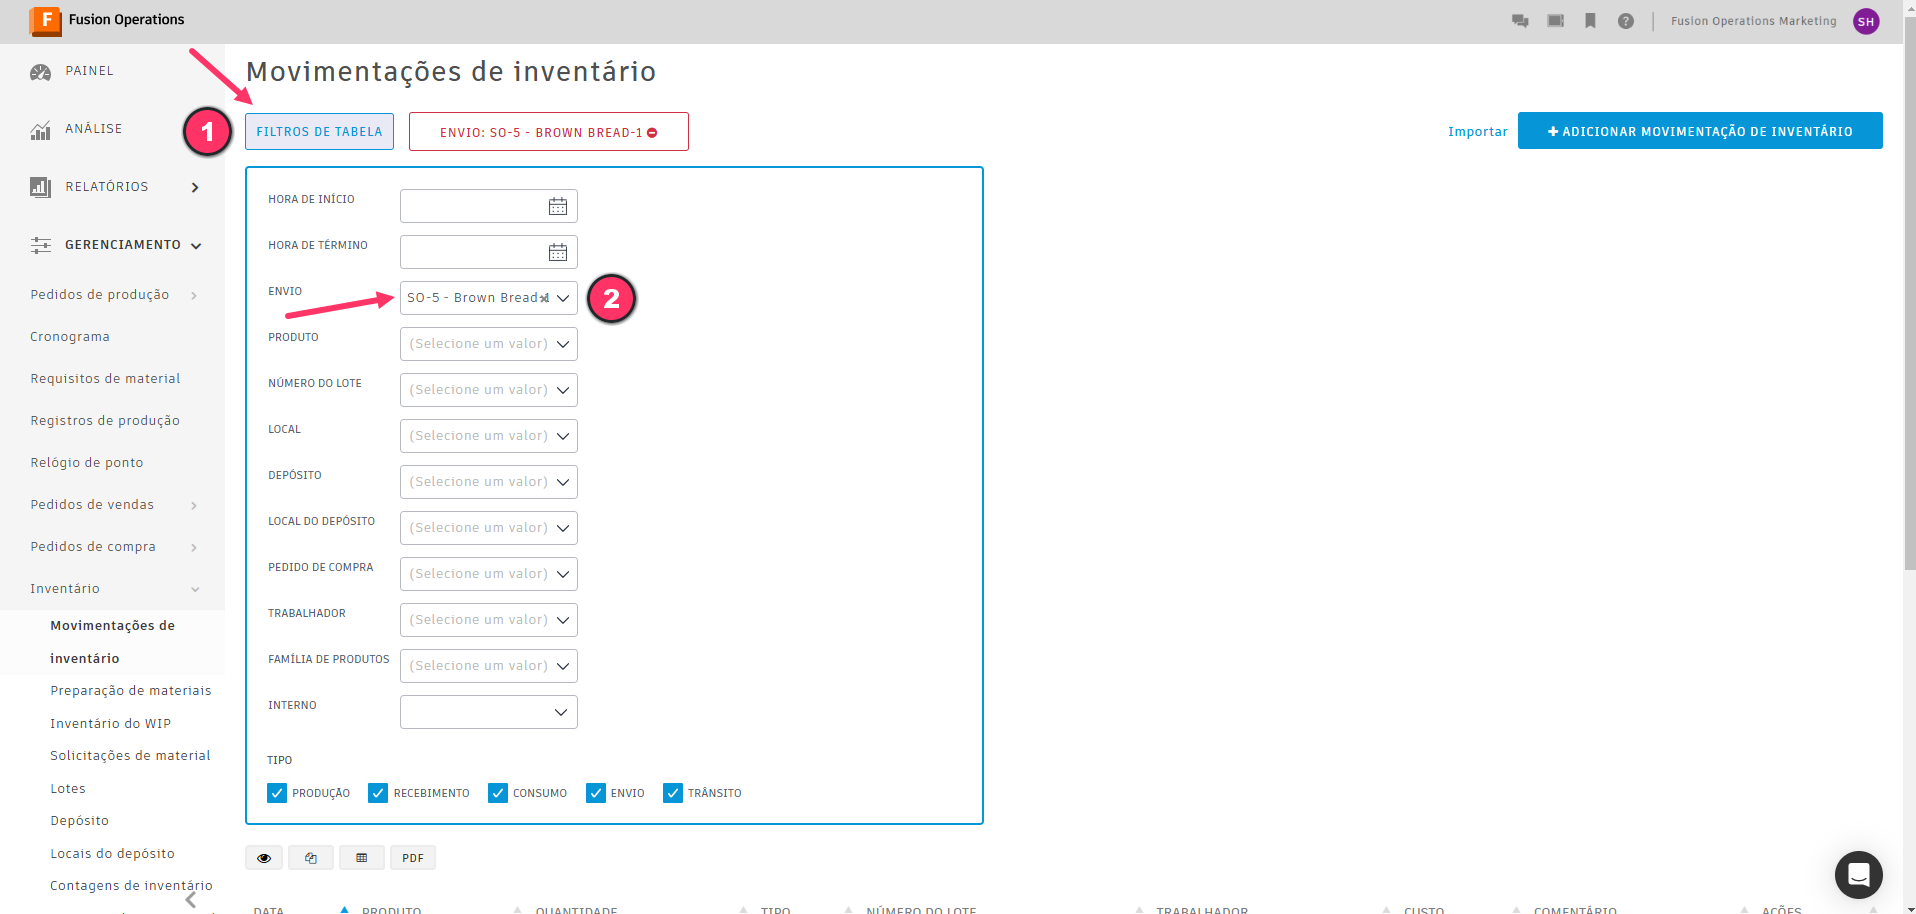 F Fusion Operations
Fusion Operations Marketing SH
PAINEL
ANÁLISE
RELATÓRIOS
GERENCIAMENTO
Pedidos de produção
Cronograma
Requisitos de material
Registros de produção
Relógio de ponto
Pedidos de vendas
Pedidos de compra
Inventário
Movimentações de
inventário
Preparação de materiais
Inventário do WIP
Solicitações de material
Lotes
Depósito
Locais do depósito
Contagens de inventário
Movimentações de inventário
1
FILTROS DE TABELA
ENVIO: SO-5 - BROWN BREAD-1
Importar
ADICIONAR MOVIMENTAÇÃO DE INVENTÁRIO
HORA DE INÍCIO
HORA DE TÉRMINO
ENVIO SO-5 - Brown Bread
2
PRODUTO (Selecione um valor)
NÚMERO DO LOTE (Selecione um valor)
LOCAL (Selecione um valor)
DEPÓSITO (Selecione um valor)
LOCAL DO DEPÓSITO (Selecione um valor)
PEDIDO DE COMPRA (Selecione um valor)
TRABALHADOR (Selecione um valor)
FAMÍLIA DE PRODUTOS (Selecione um valor)
INTERNO
TIPO
PRODUÇÃO RECEBIMENTO CONSUMO ENVIO TRÂNSITO
PDF
DATA PRODUTO QUANTIDADE TIPO NÚMERO DO LOTE TRABALHADOR CUSTO COMENTÁRIO AÇÕES